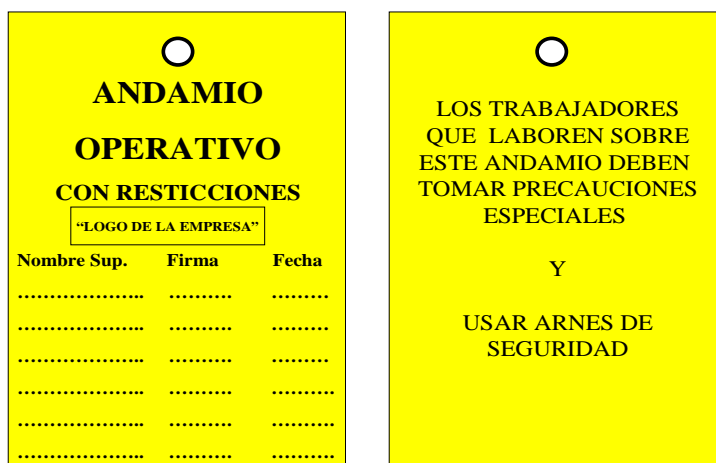 ANDAMIO
OPERATIVO
CON RESTICCIONES
“LOGO DE LA EMPRESA”
Nombre Sup. Firma Fecha
……………….. ………. ………
……………….. ………. ………
……………….. ………. ………
……………….. ………. ……….
……………….. ………. ……….
……………….. ………. ……….
LOS TRABAJADORES
QUE LABOREN SOBRE
ESTE ANDAMIO DEBEN
TOMAR PRECAUCIONES
ESPECIALES
Y
USAR ARNES DE
SEGURIDAD